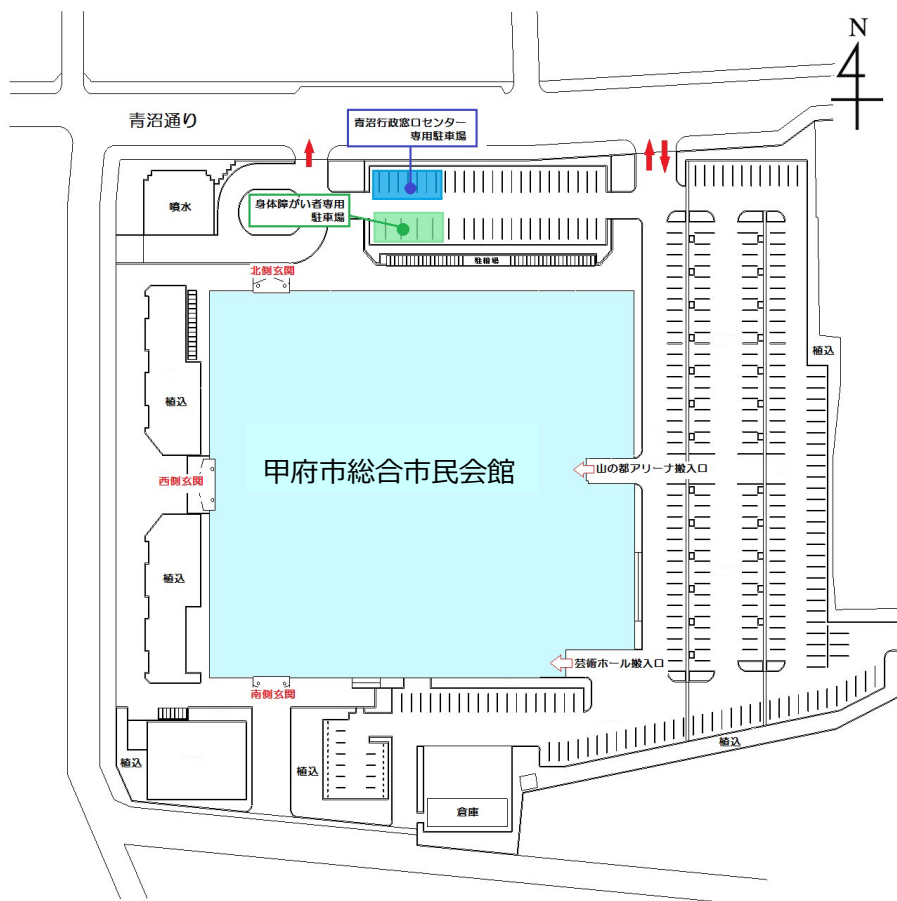 N
青沼通り
青沼行政窓口センター
専用駐車場
噴水
身体障がい者専用
駐車場
駐輪場
北側玄関
植込
植込
甲府市総合市民会館
山の都アリーナ搬入口
西側玄関
植込
芸術ホール搬入口
南側玄関
植込
植込
植込
倉庫